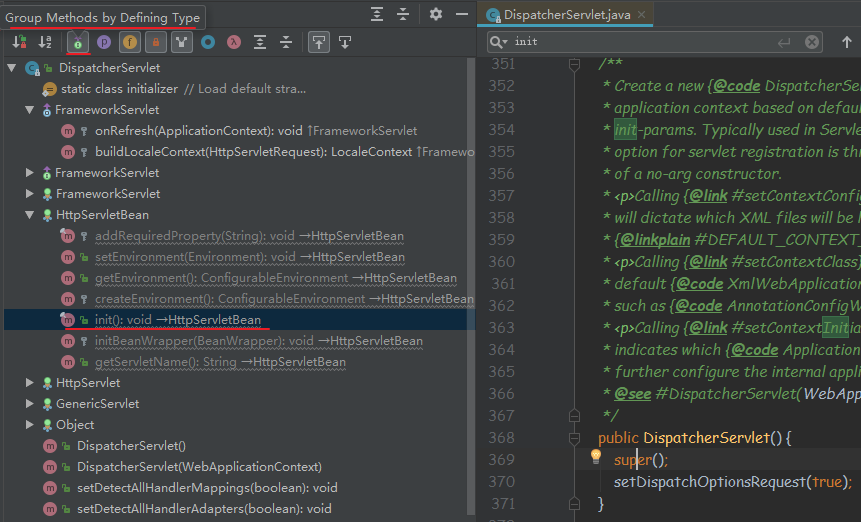 Group Methods by Defining Type
DispatcherServlet
static class initializer // Load default stra...
FrameworkServlet
onRefresh(ApplicationContext): void ↑FrameworkServlet
buildLocaleContext(HttpServletRequest): LocaleContext ↑Framewo
FrameworkServlet
FrameworkServlet
HttpServletBean
addRequiredProperty(String): void →HttpServletBean
setEnvironment(Environment): void →HttpServletBean
getEnvironment(): ConfigurableEnvironment →HttpServletBean
createEnvironment(): ConfigurableEnvironment →HttpServletBean
init(): void →HttpServletBean
initBeanWrapper(BeanWrapper): void →HttpServletBean
getServletName(): String →HttpServletBean
HttpServlet
GenericServlet
Object
DispatcherServlet()
DispatcherServlet(WebApplicationContext)
setDetectAllHandlerMappings(boolean): void
setDetectAllHandlerAdapters(boolean): void
DispatcherServlet.java
init
351 /**
352 * Create a new {@code DispatcherSer
353 * application context based on defaul
354 * init-params. Typically used in Servle
355 * option for servlet registration is thr
356 * of a no-arg constructor.
357 * <p>Calling {@link #setContextConfig
358 * will dictate which XML files will be l
359 * {@linkplain #DEFAULT_CONTEXT_
360 * <p>Calling {@link #setContextClass}
361 * default {@code XmlWebApplication
362 * such as {@code AnnotationConfigW
363 * <p>Calling {@link #setContextInitia
364 * indicates which {@code Application
365 * further configure the internal applic
366 * @see #DispatcherServlet(WebApp
367 */
368 public DispatcherServlet() {
369 super();
370 setDispatchOptionsRequest(true);
371 }